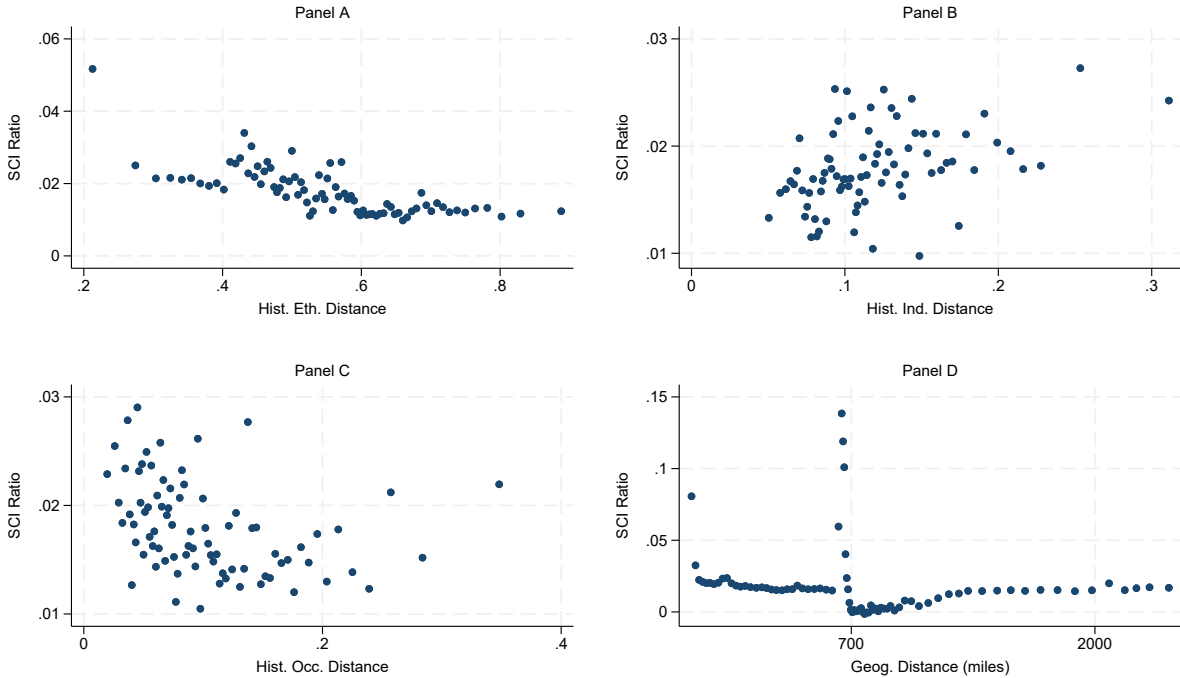 Panel A
SCI Ratio
.06
.04
.02
0
.2
.4
.6
.8
Hist. Eth. Distance
Panel B
SCI Ratio
.03
.02
.01
0
.1
.2
.3
Hist. Ind. Distance
Panel C
SCI Ratio
.03
.02
.01
0
.2
.4
Hist. Occ. Distance
Panel D
SCI Ratio
.15
.1
.05
0
700
2000
Geog. Distance (miles)